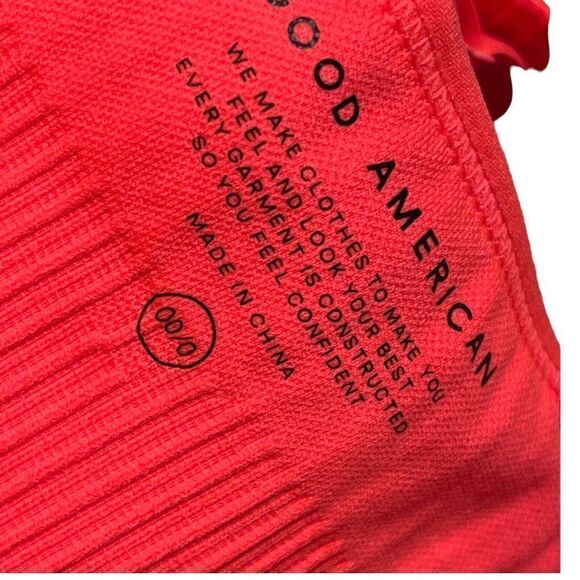 GOOD AMERICAN
WE MAKE CLOTHES TO MAKE YOU
FEEL AND LOOK YOUR BEST
EVERY GARMENT IS CONSTRUCTED
SO YOU FEEL CONFIDENT
MADE IN CHINA
00/0